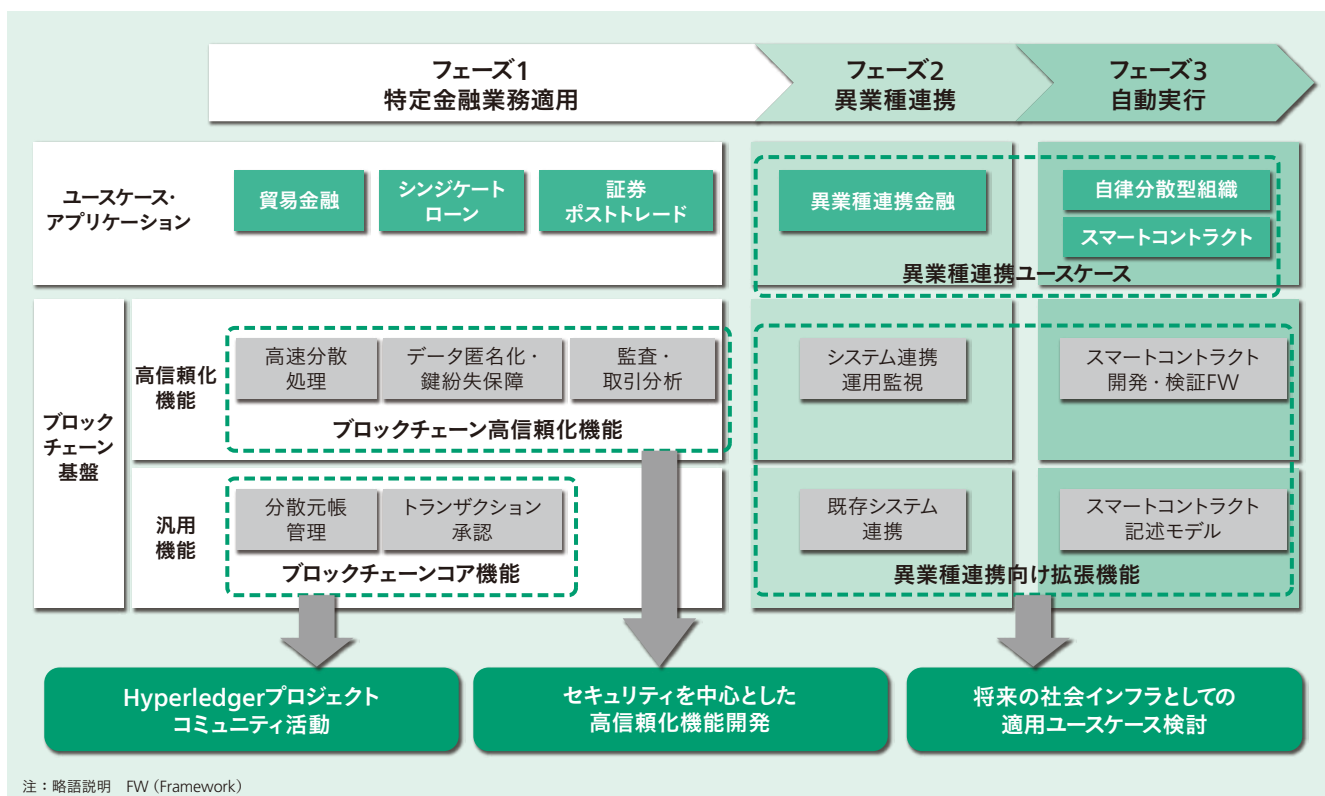 フェーズ1
特定金融業務適用
フェーズ2
異業種連携
フェーズ3
自動実行
ユースケース・
アプリケーション
貿易金融
シンジケート
ローン
証券
ポストトレード
異業種連携金融
自律分散型組織
スマートコントラクト
異業種連携ユースケース
ブロック
チェーン
基盤
高信頼化
機能
高速分散
処理
データ匿名化・
鍵紛失保障
監査・
取引分析
ブロックチェーン高信頼化機能
システム連携
運用監視
スマートコントラクト
開発・検証FW
汎用
機能
分散元帳
管理
トランザクション
承認
ブロックチェーンコア機能
既存システム
連携
スマートコントラクト
記述モデル
異業種連携向け拡張機能
Hyperledgerプロジェクト
コミュニティ活動
セキュリティを中心とした
高信頼化機能開発
将来の社会インフラとしての
適用ユースケース検討
注：略語説明　FW（Framework）